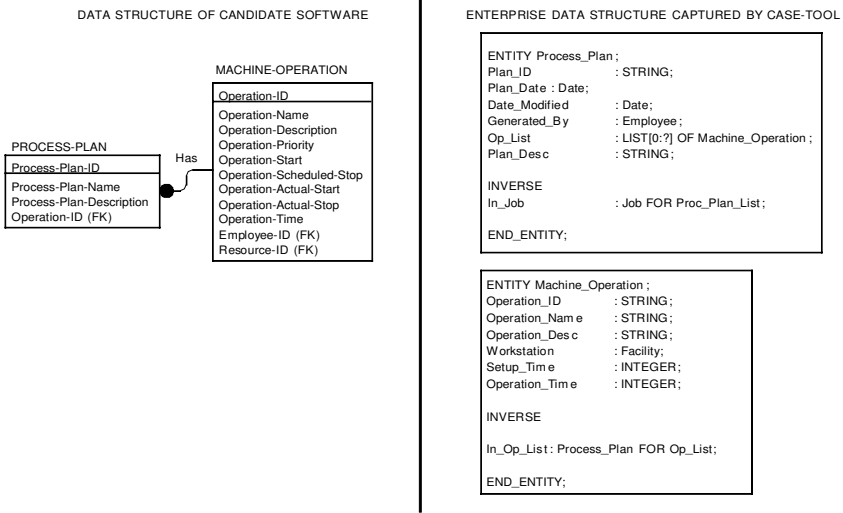 DATA STRUCTURE OF CANDIDATE SOFTWARE
MACHINE-OPERATION
Operation-ID
Operation-Name
Operation-Description
Operation-Priority
Operation-Start
Operation-Scheduled-Stop
Operation-Actual-Start
Operation-Actual-Stop
Operation-Time
Employee-ID (FK)
Resource-ID (FK)
PROCESS-PLAN
Process-Plan-ID
Process-Plan-Name
Process-Plan-Description
Operation-ID (FK)
Has
ENTERPRISE DATA STRUCTURE CAPTURED BY CASE-TOOL
ENTITY Process_Plan;
Plan_ID : STRING;
Plan_Date : Date;
Date_Modified : Date;
Generated_By : Employee;
Op_List : LIST[0:?] OF Machine_Operation;
Plan_Desc : STRING;
INVERSE
In_Job : Job FOR Proc_Plan_List;
END_ENTITY;
ENTITY Machine_Operation;
Operation_ID : STRING;
Operation_Name : STRING;
Operation_Desc : STRING;
Workstation : Facility;
Setup_Time : INTEGER;
Operation_Time : INTEGER;
INVERSE
In_Op_List : Process_Plan FOR Op_List;
END_ENTITY;